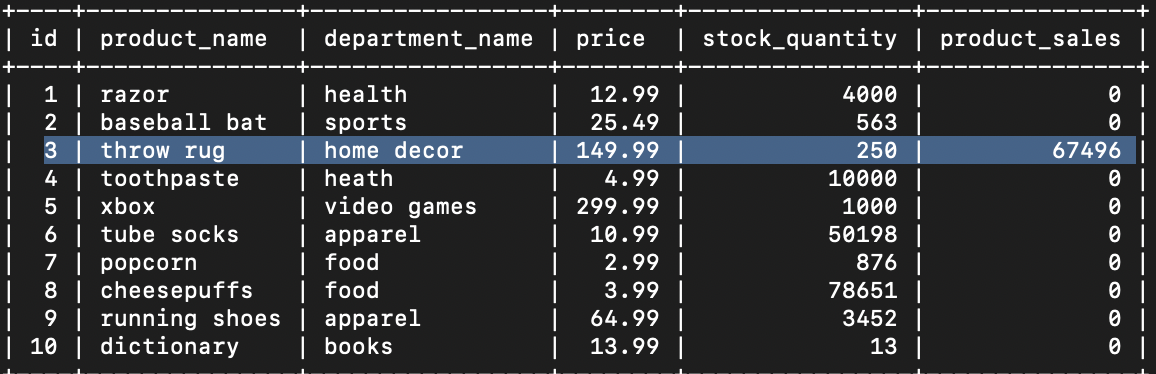 | id | product_name | department_name | price | stock_quantity | product_sales |
| 1 | razor | health | 12.99 | 4000 | 0 |
| 2 | baseball bat | sports | 25.49 | 563 | 0 |
| 3 | throw rug | home decor | 149.99 | 250 | 67496 |
| 4 | toothpaste | heath | 4.99 | 10000 | 0 |
| 5 | xbox | video games | 299.99 | 1000 | 0 |
| 6 | tube socks | apparel | 10.99 | 50198 | 0 |
| 7 | popcorn | food | 2.99 | 876 | 0 |
| 8 | cheesepuffs | food | 3.99 | 78651 | 0 |
| 9 | running shoes | apparel | 64.99 | 3452 | 0 |
| 10 | dictionary | books | 13.99 | 13 | 0 |